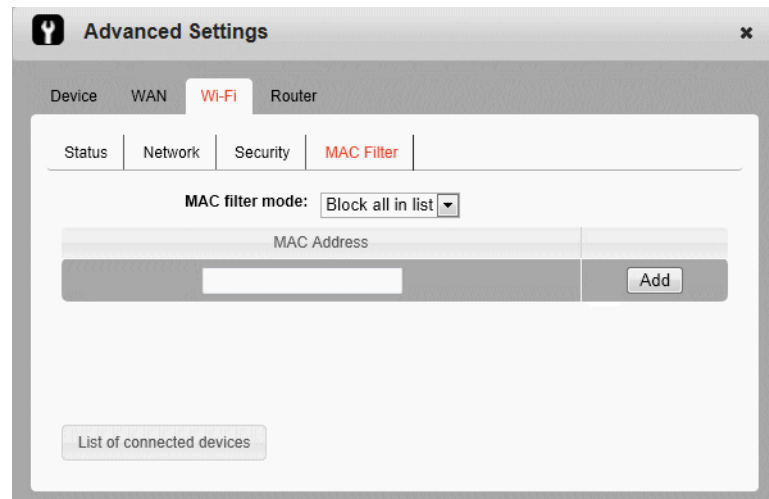 Advanced Settings
Device WAN Wi-Fi Router
Status Network Security MAC Filter
MAC filter mode: Block all in list
MAC Address
Add
List of connected devices